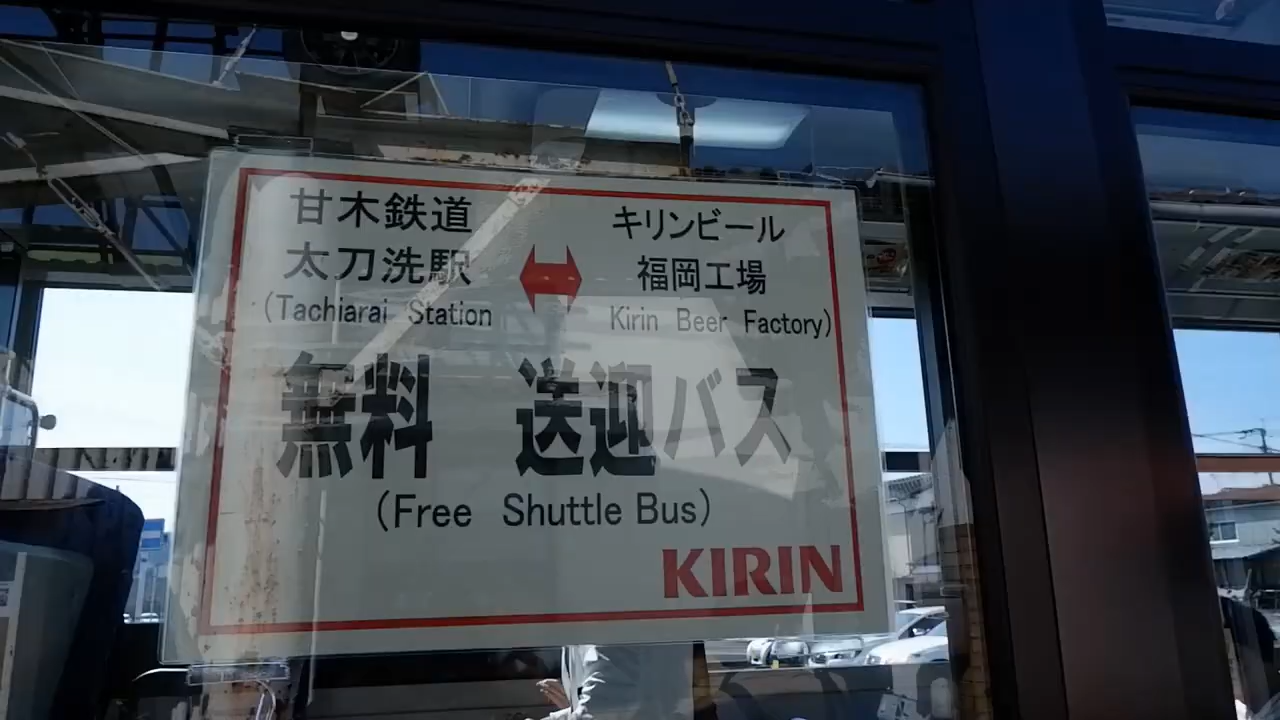 甘木鉄道
太刀洗駅
(Tachiarai Station
キリンビール
福岡工場
Kirin Beer Factory)
無料 送迎バス
(Free Shuttle Bus)
KIRIN